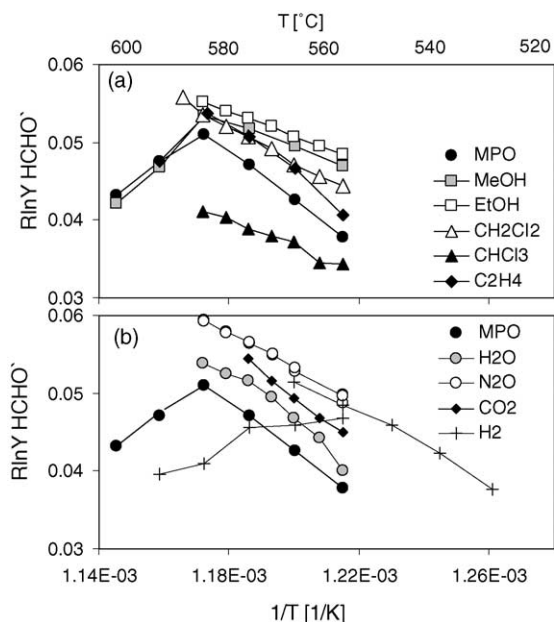 T [˚C]
600 580 560 540 520
0.06
(a)
0.05
RlnY HCHO`
0.04
0.03
MPO
MeOH
EtOH
CH2Cl2
CHCl3
C2H4
0.06
(b)
0.05
RlnY HCHO`
0.04
0.03
MPO
H2O
N2O
CO2
H2
1.14E-03 1.18E-03 1.22E-03 1.26E-03
1/T [1/K]